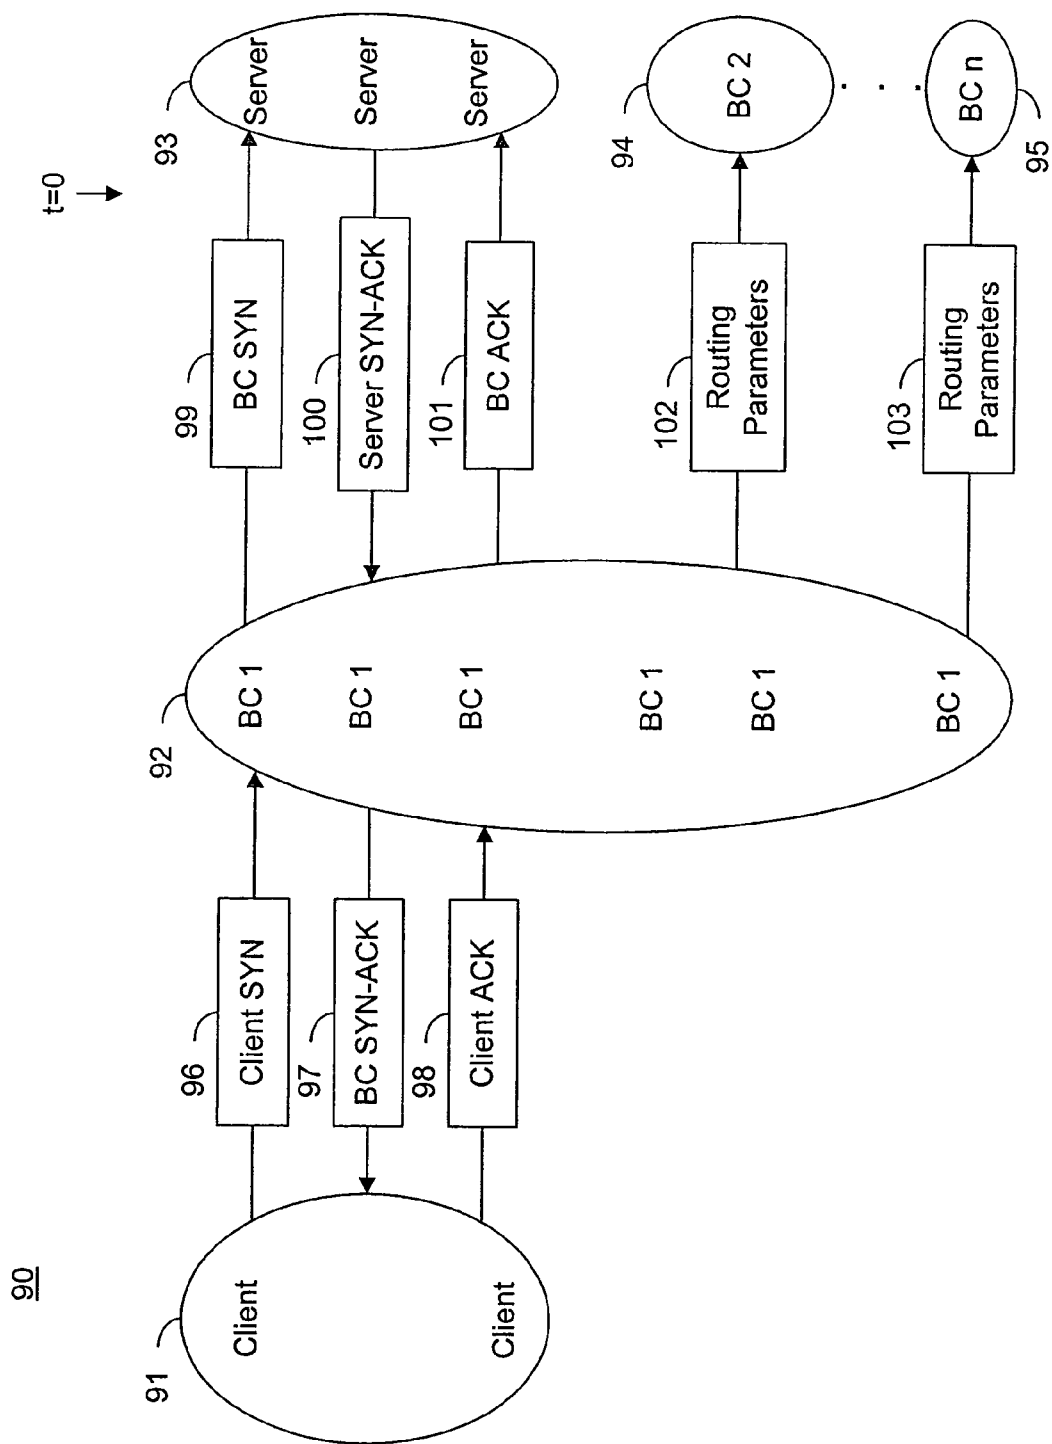 90
t=0
91
Client
Client
92
BC 1
BC 1
BC 1
BC 1
BC 1
BC 1
93
Server
Server
Server
94
BC 2
. . .
BC n
95
96
Client SYN
97
BC SYN-ACK
98
Client ACK
99
BC SYN
100
Server SYN-ACK
101
BC ACK
102
Routing
Parameters
103
Routing
Parameters